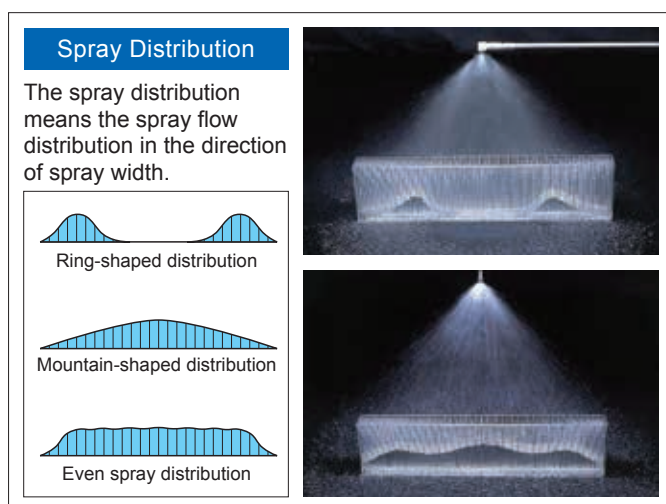 Spray Distribution
The spray distribution
means the spray flow
distribution in the direction
of spray width.
Ring-shaped distribution
Mountain-shaped distribution
Even spray distribution